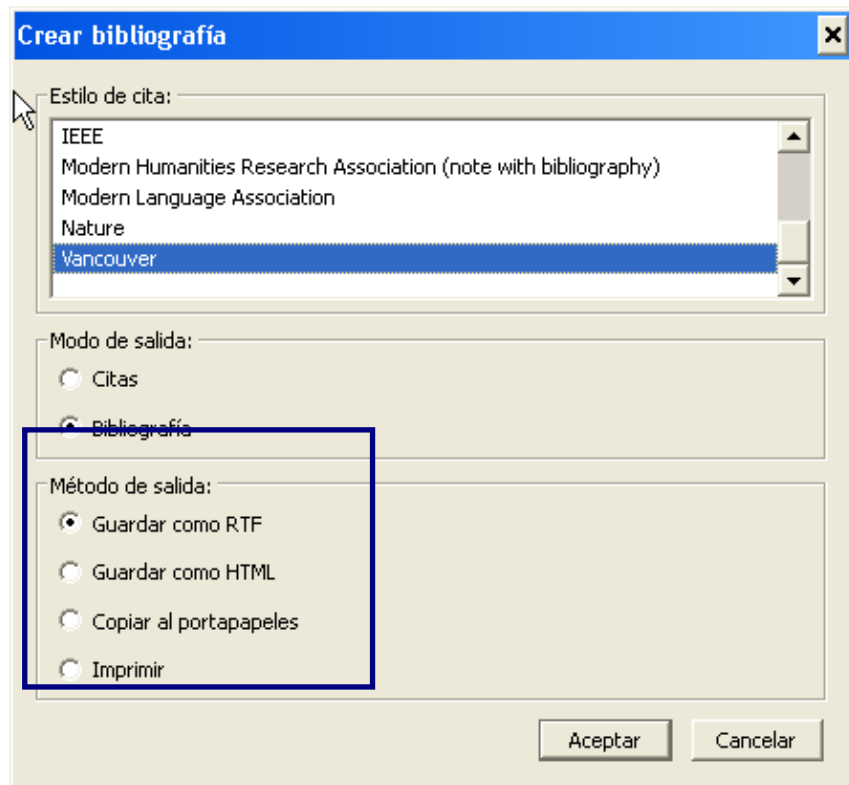 Crear bibliografía
Estilo de cita:
IEEE
Modern Humanities Research Association (note with bibliography)
Modern Language Association
Nature
Vancouver
Modo de salida:
Citas
Bibliografía
Método de salida:
Guardar como RTF
Guardar como HTML
Copiar al portapapeles
Imprimir
Aceptar Cancelar